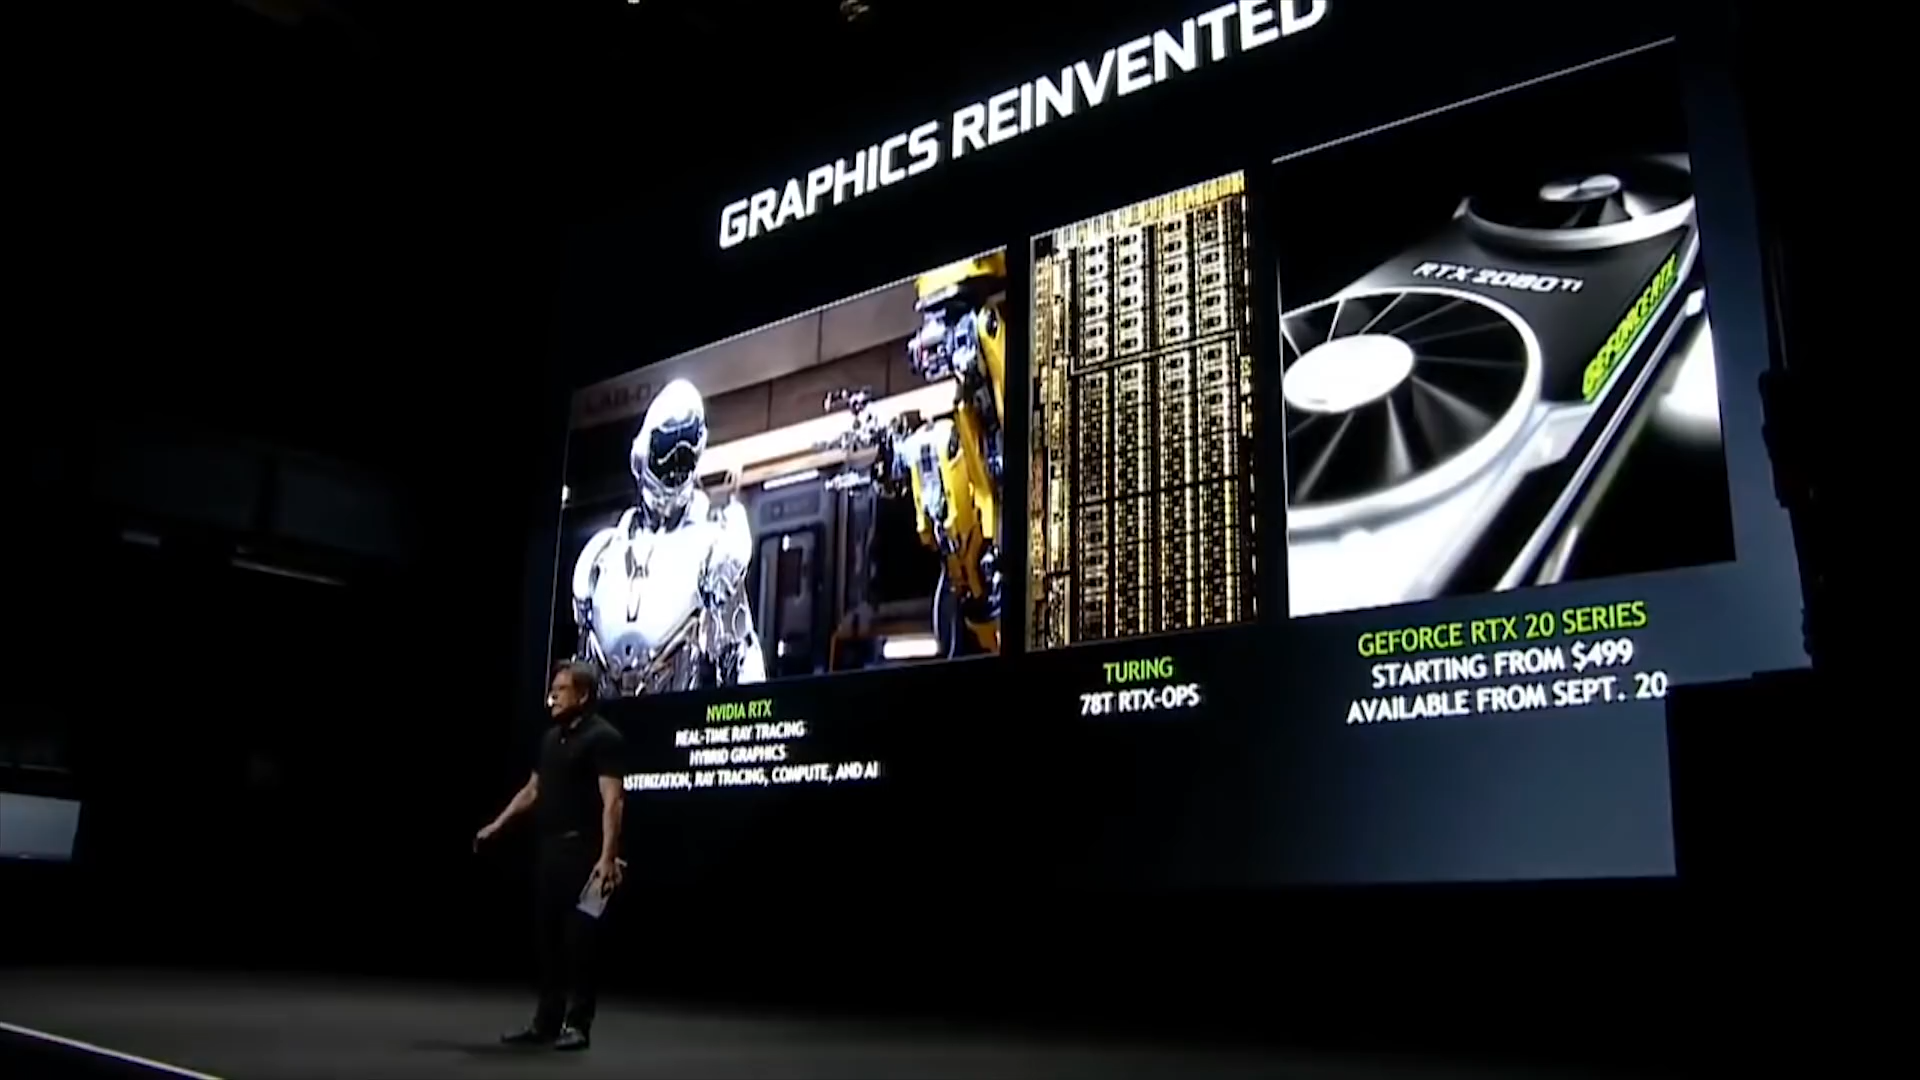 GRAPHICS REINVENTED
RTX 2080 TI
GEFORCE RTX
NVIDIA RTX
REAL-TIME RAY TRACING
HYBRID GRAPHICS
RAY TRACING, COMPUTE, AND AI
TURING
78T RTX-OPS
GEFORCE RTX 20 SERIES
STARTING FROM $499
AVAILABLE FROM SEPT. 20